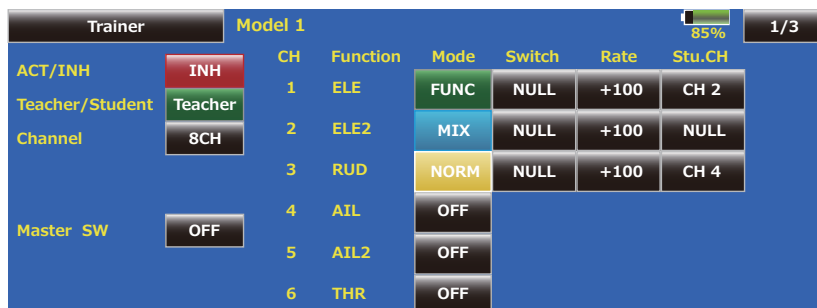 Trainer Model 1 85% 1/3
CH Function Mode Switch Rate Stu.CH
ACT/INH INH
1 ELE FUNC NULL +100 CH 2
Teacher/Student Teacher
2 ELE2 MIX NULL +100 NULL
Channel 8CH
3 RUD NORM NULL +100 CH 4
4 AIL OFF
Master SW OFF
5 AIL2 OFF
6 THR OFF